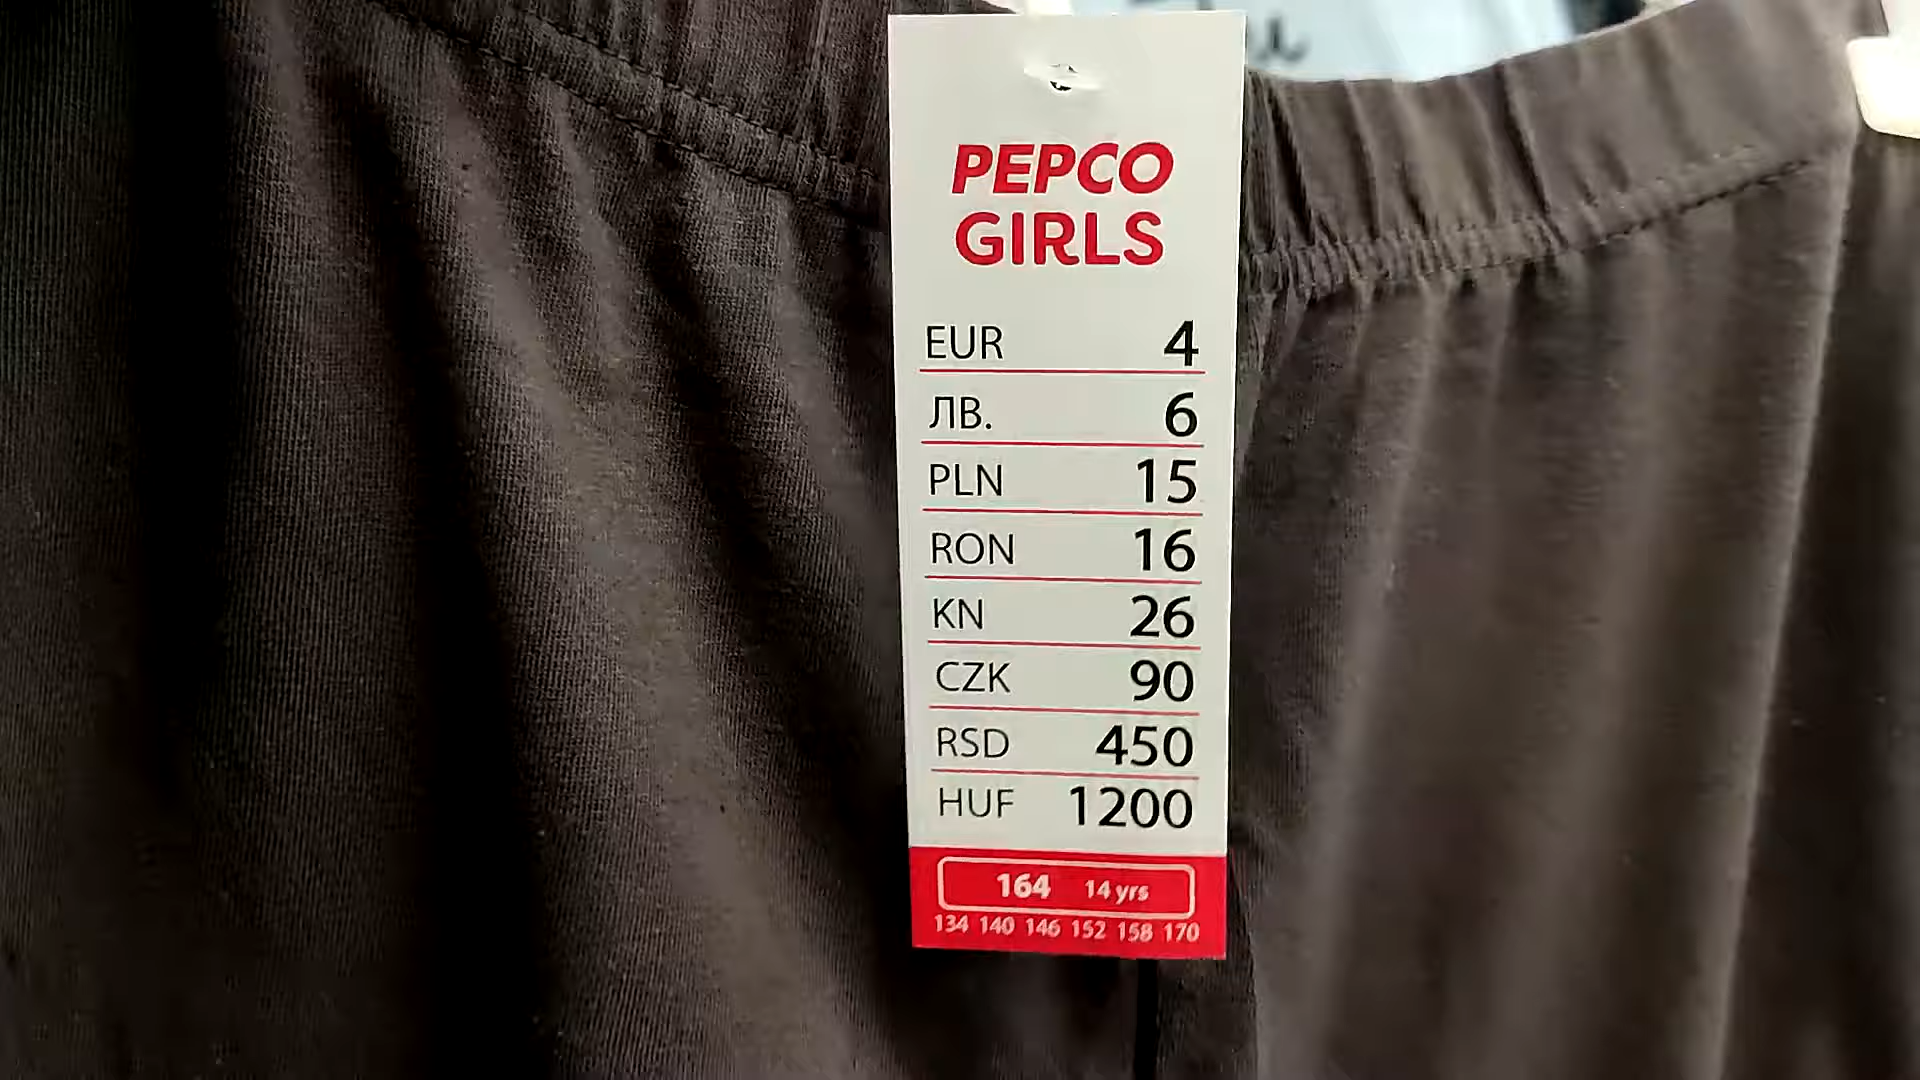 PEPCO
GIRLS
EUR 4
ЛВ. 6
PLN 15
RON 16
KN 26
CZK 90
RSD 450
HUF 1200
164 14 yrs
134 140 146 152 158 170